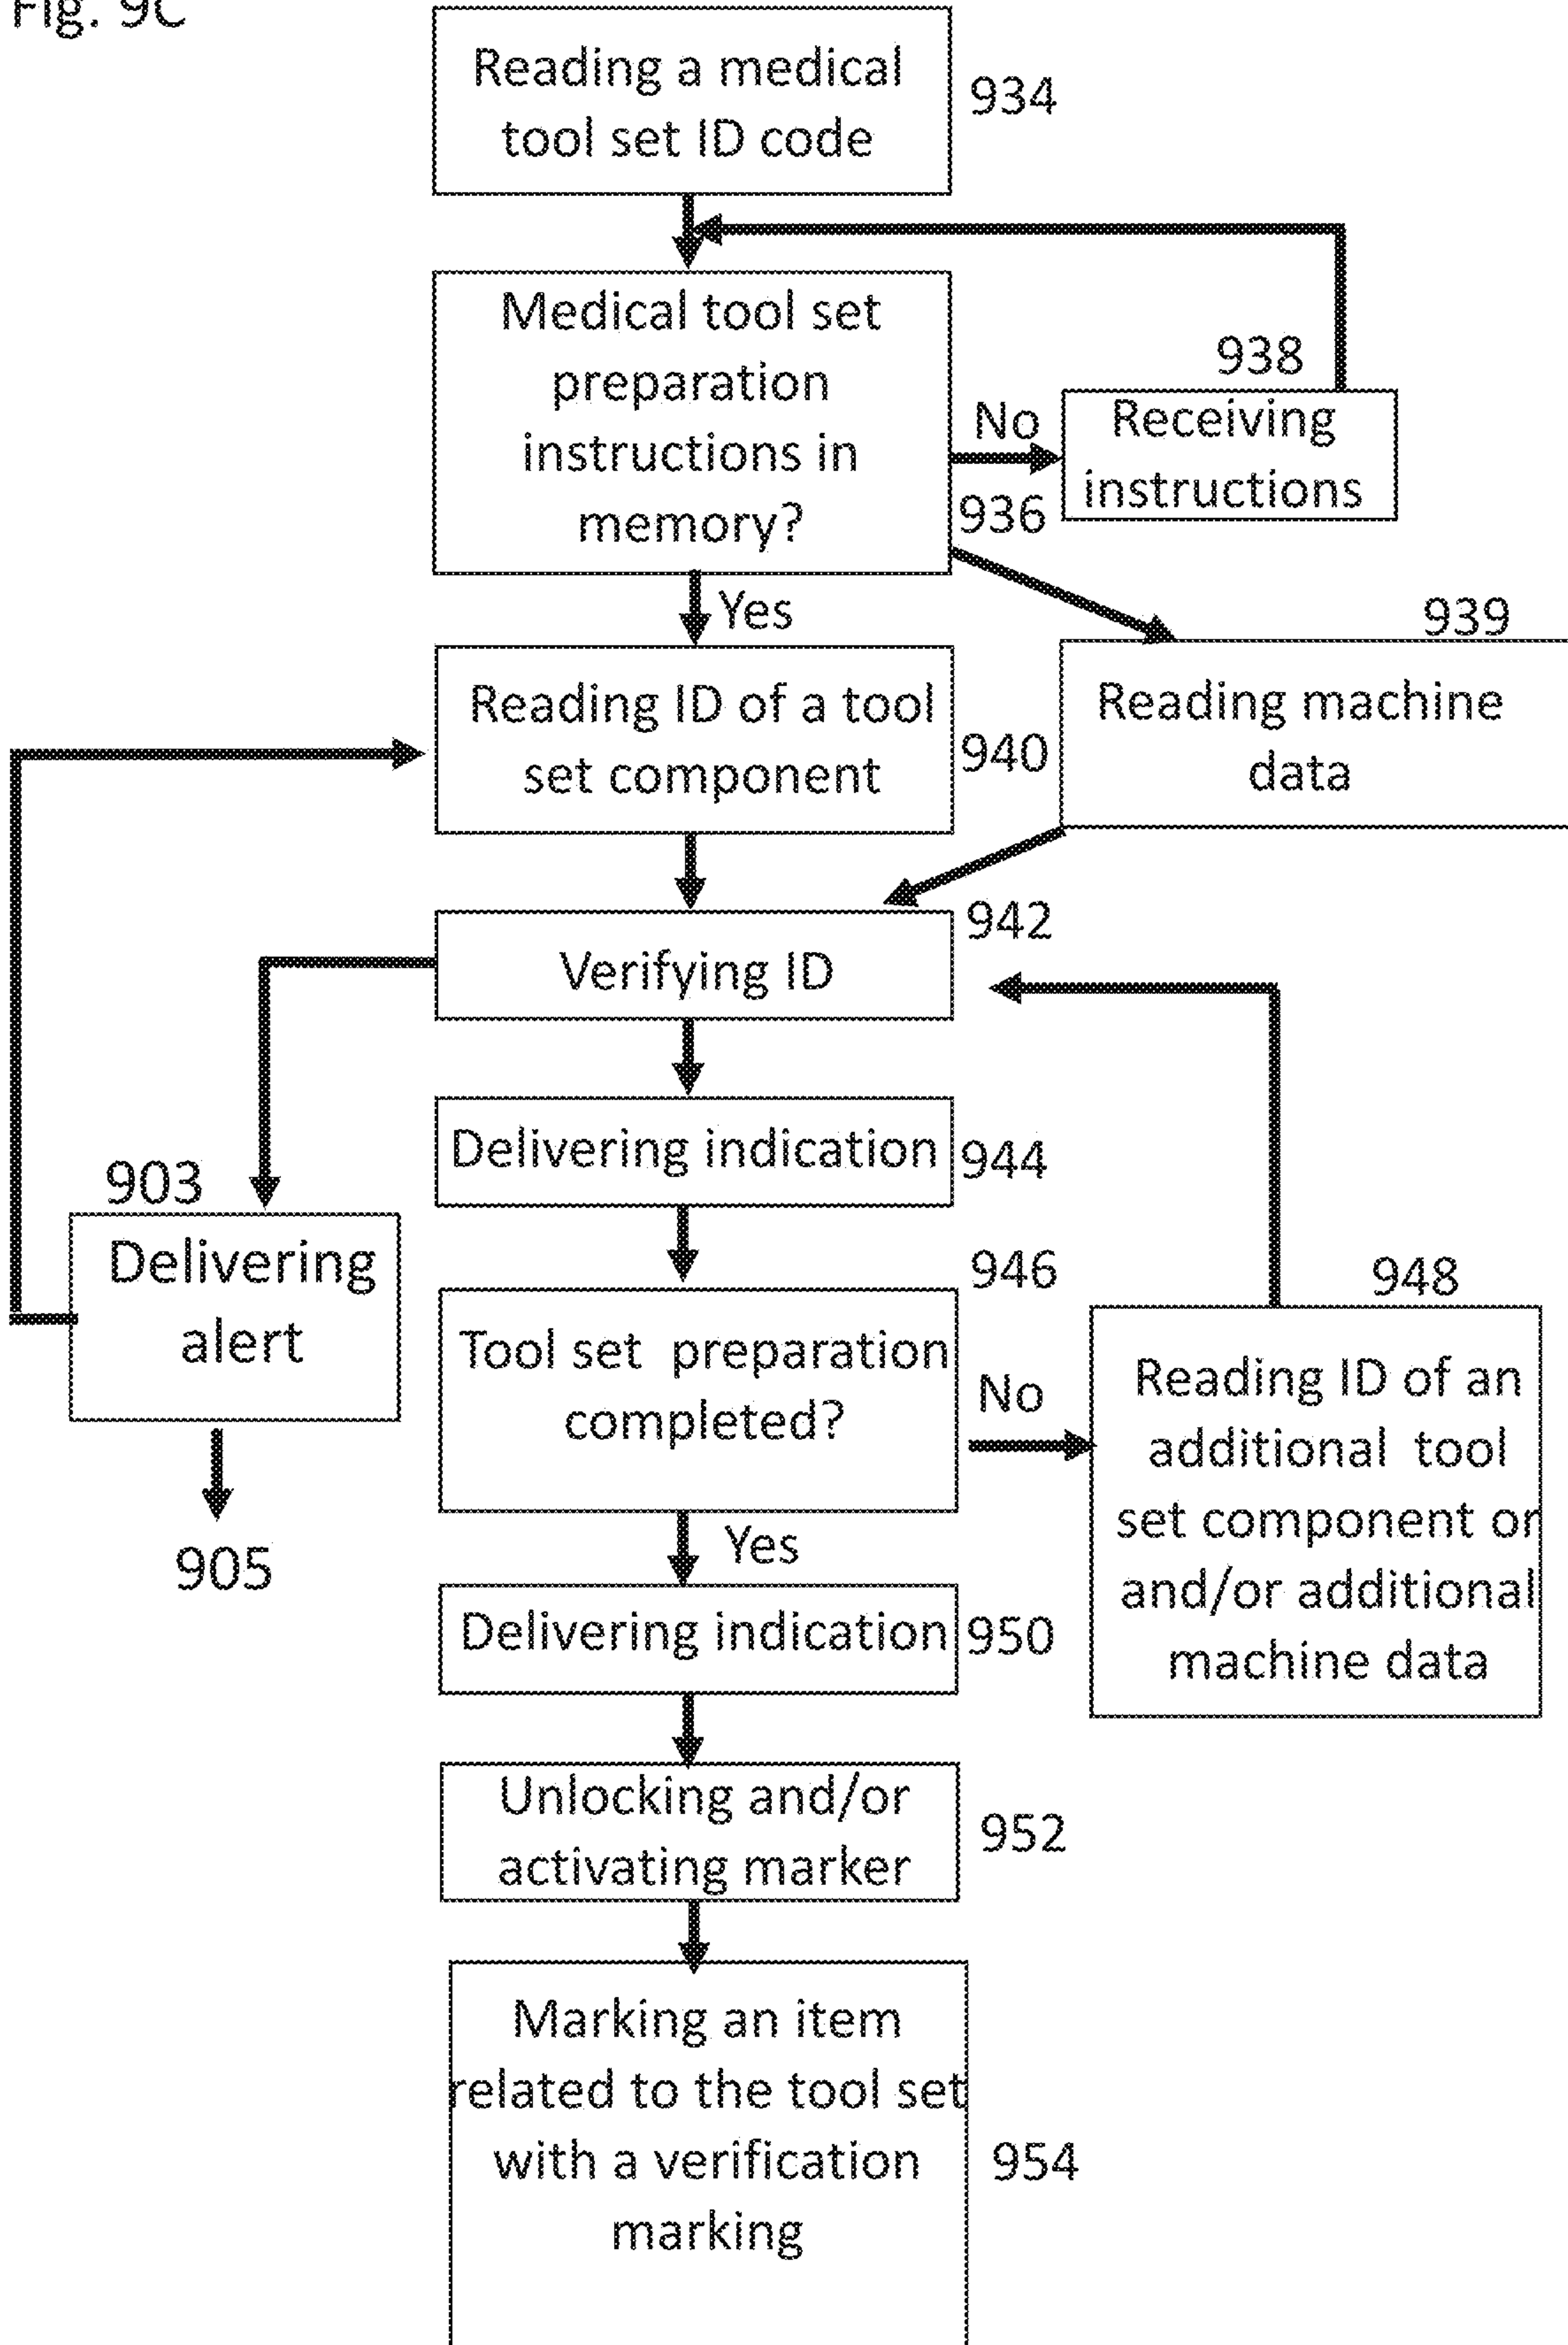 Fig. 9C
Reading a medical
tool set ID code
934
Medical tool set
preparation
instructions in
memory?
936
No
938
Receiving
instructions
Yes
939
Reading machine
data
Reading ID of a tool
set component
940
942
Verifying ID
Delivering indication
944
903
Delivering
alert
905
946
Tool set preparation
completed?
No
948
Reading ID of an
additional tool
set component or
and/or additional
machine data
Yes
Delivering indication
950
Unlocking and/or
activating marker
952
Marking an item
related to the tool set
with a verification
marking
954